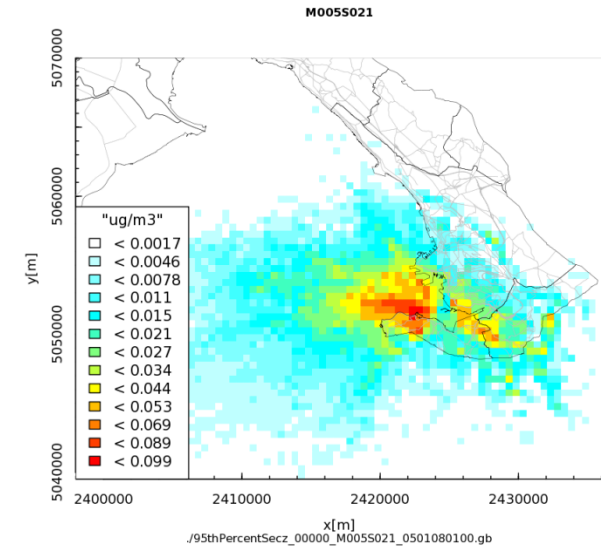 M005S021
5070000
5060000
y[m]
5050000
5040000
"ug/m3"
< 0.0017
< 0.0046
< 0.0078
< 0.011
< 0.015
< 0.021
< 0.027
< 0.034
< 0.044
< 0.053
< 0.069
< 0.089
< 0.099
2400000 2410000 2420000 2430000
x[m]
./95thPercentSecz_00000_M005S021_0501080100.gb